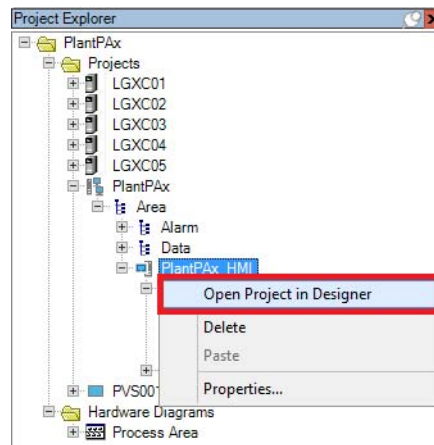 Project Explorer
PlantPAx
Projects
LGXC01
LGXC02
LGXC03
LGXC04
LGXC05
PlantPAx
Area
Alarm
Data
PlantPAx_HMI
Open Project in Designer
Delete
Paste
Properties...
PVS001
Hardware Diagrams
Process Area